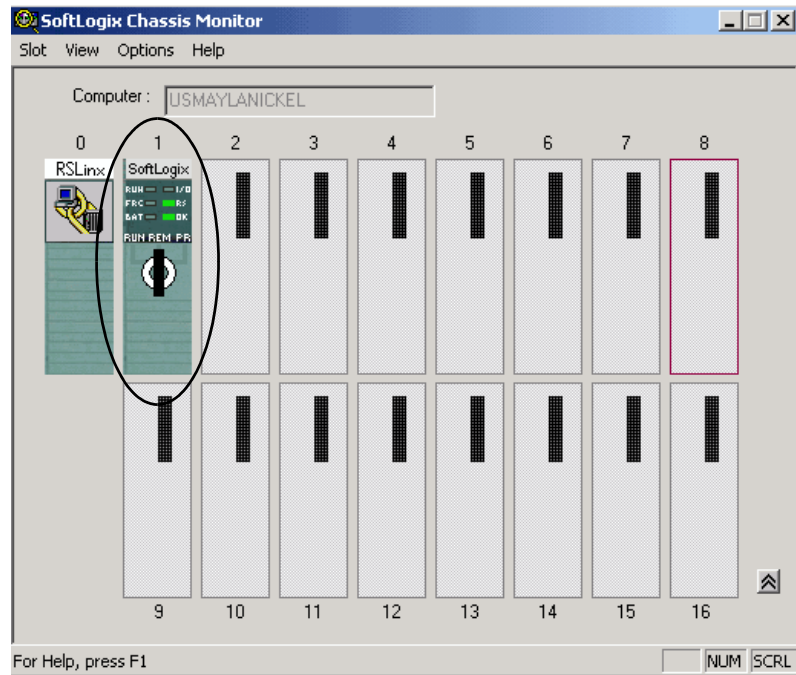 SoftLogix Chassis Monitor
Slot View Options Help
Computer : USMAYLANICKEL
0 1 2 3 4 5 6 7 8
RSLinx SoftLogix
RUN I/O
FRC RS
BAT OK
RUN REM PR
9 10 11 12 13 14 15 16
For Help, press F1 NUM SCRL